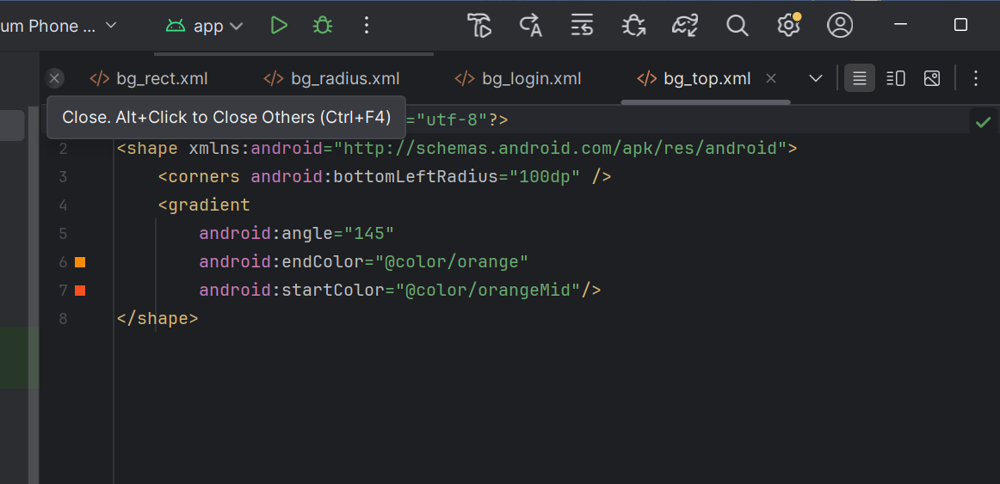 um Phone ... app
bg_rect.xml bg_radius.xml bg_login.xml bg_top.xml
Close. Alt+Click to Close Others (Ctrl+F4) ="utf-8"?>
2 <shape xmlns:android="http://schemas.android.com/apk/res/android">
3 <corners android:bottomLeftRadius="100dp" />
4 <gradient
5 android:angle="145"
6 android:endColor="@color/orange"
7 android:startColor="@color/orangeMid"/>
8 </shape>